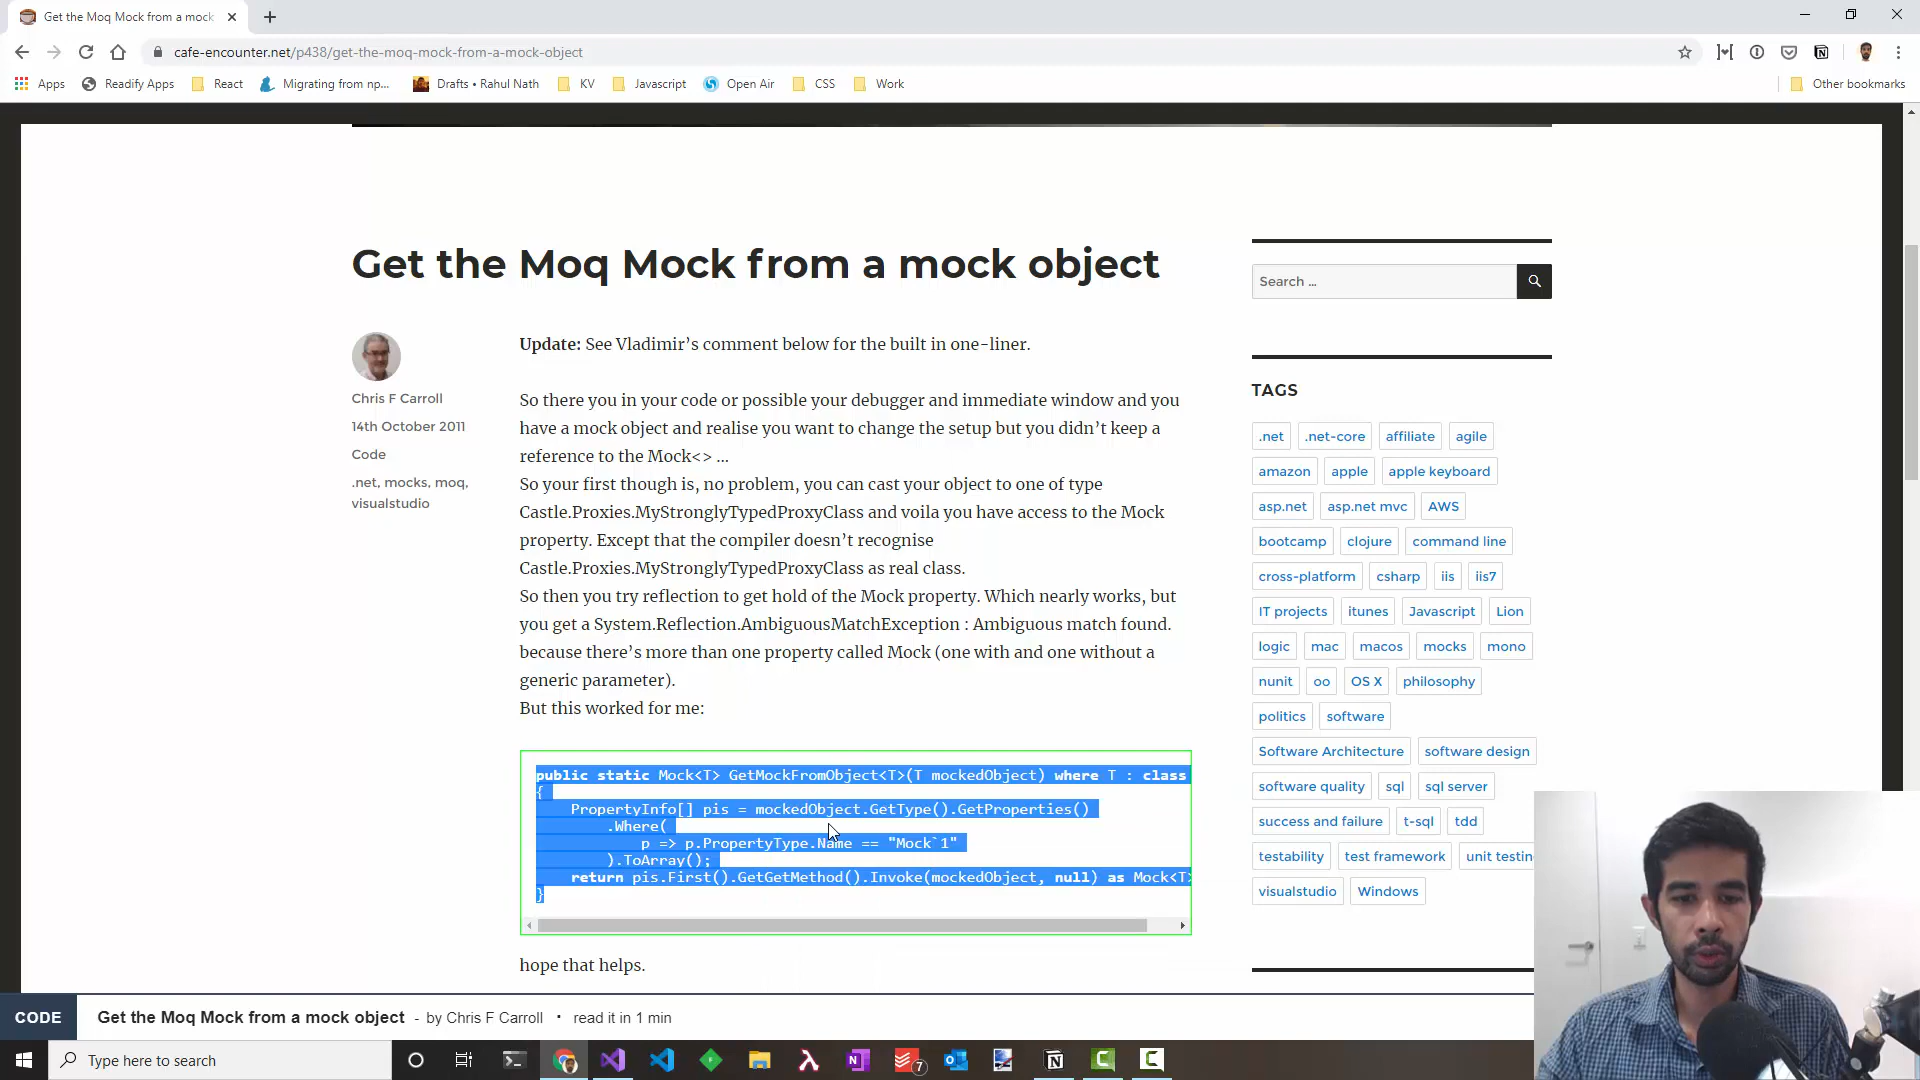 Get the Moq Mock from a mock
cafe-encounter.net/p438/get-the-moq-mock-from-a-mock-object
Apps
Readify Apps
React
Migrating from np...
Drafts • Rahul Nath
KV
Javascript
Open Air
CSS
Work
Other bookmarks
Get the Moq Mock from a mock object
Search …
Chris F Carroll
14th October 2011
Code
.net, mocks, moq,
visualstudio
Update: See Vladimir’s comment below for the built in one-liner.
So there you in your code or possible your debugger and immediate window and you
have a mock object and realise you want to change the setup but you didn’t keep a
reference to the Mock<> …
So your first though is, no problem, you can cast your object to one of type
Castle.Proxies.MyStronglyTypedProxyClass and voila you have access to the Mock
property. Except that the compiler doesn’t recognise
Castle.Proxies.MyStronglyTypedProxyClass as real class.
So then you try reflection to get hold of the Mock property. Which nearly works, but
you get a System.Reflection.AmbiguousMatchException : Ambiguous match found.
because there’s more than one property called Mock (one with and one without a
generic parameter).
But this worked for me:
public static Mock<T> GetMockFromObject<T>(T mockedObject) where T : class
{
PropertyInfo[] pis = mockedObject.GetType().GetProperties()
.Where(
p => p.PropertyType.Name == "Mock`1"
).ToArray();
return pis.First().GetGetMethod().Invoke(mockedObject, null) as Mock<T>
}
hope that helps.
TAGS
.net
.net-core
affiliate
agile
amazon
apple
apple keyboard
asp.net
asp.net mvc
AWS
bootcamp
clojure
command line
cross-platform
csharp
iis
iis7
IT projects
itunes
Javascript
Lion
logic
mac
macos
mocks
mono
nunit
oo
OS X
philosophy
politics
software
Software Architecture
software design
software quality
sql
sql server
success and failure
t-sql
tdd
testability
test framework
unit testin
visualstudio
Windows
CODE
Get the Moq Mock from a mock object - by Chris F Carroll • read it in 1 min
Type here to search
7